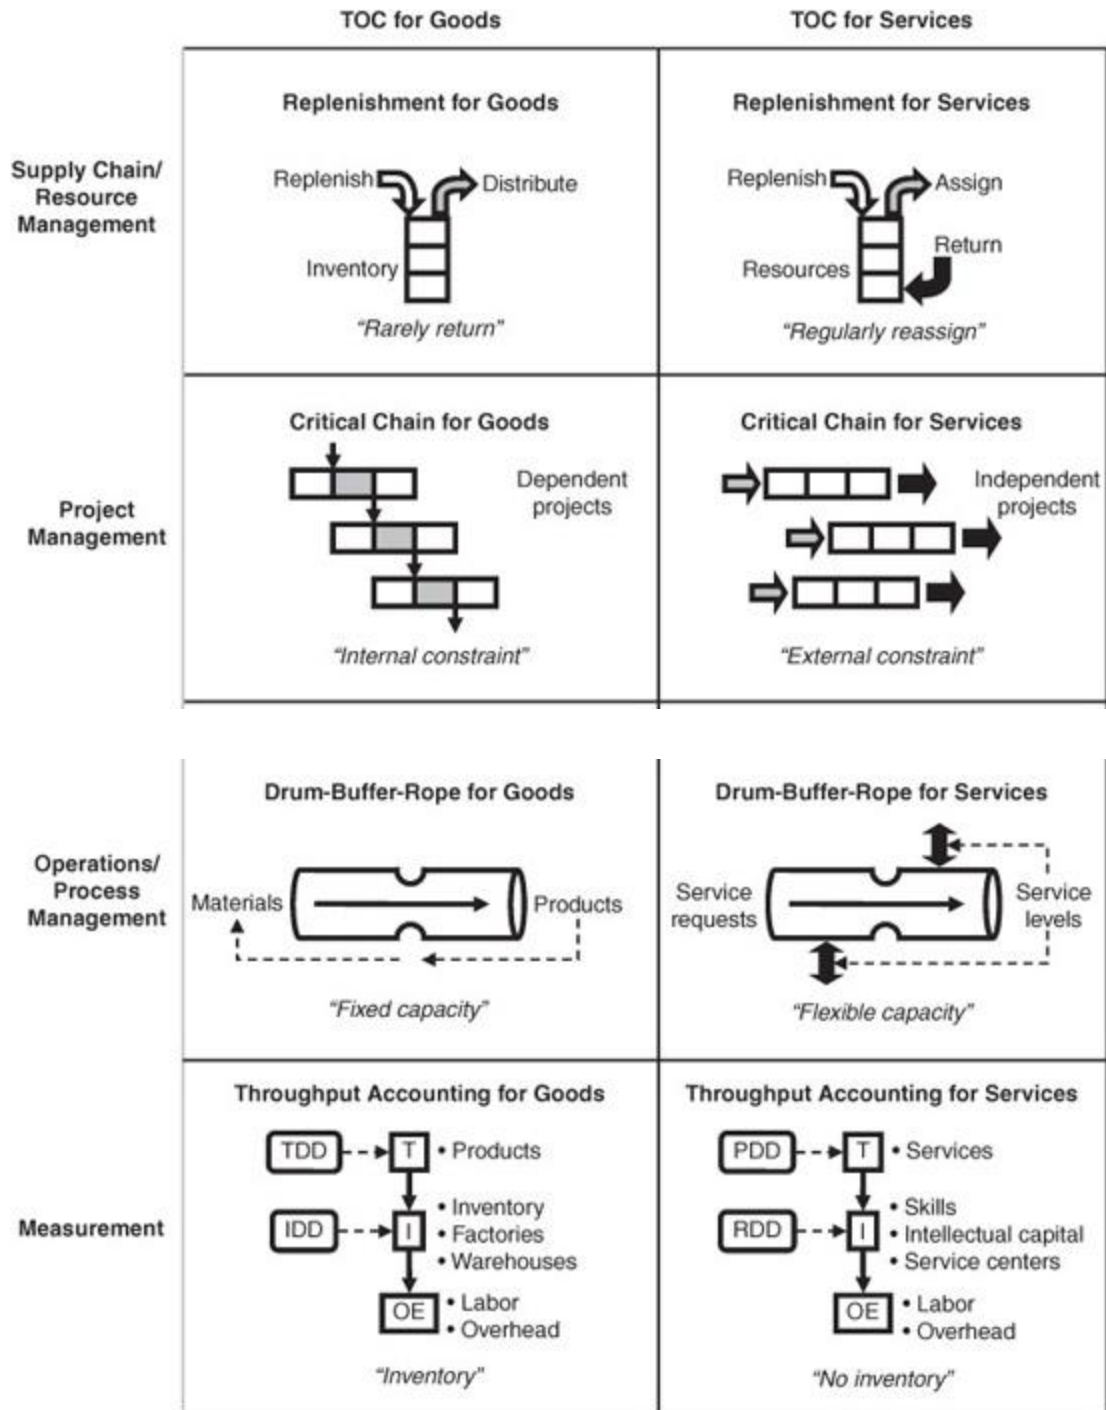 TOC for Goods
TOC for Services
Supply Chain/
Resource
Management
Replenishment for Goods
Replenish
Distribute
Inventory
“Rarely return”
Replenishment for Services
Replenish
Assign
Return
Resources
“Regularly reassign”
Project
Management
Critical Chain for Goods
Dependent
projects
“Internal constraint”
Critical Chain for Services
Independent
projects
“External constraint”
Operations/
Process
Management
Drum-Buffer-Rope for Goods
Materials
Products
“Fixed capacity”
Drum-Buffer-Rope for Services
Service
requests
Service
levels
“Flexible capacity”
Measurement
Throughput Accounting for Goods
TDD
T
• Products
IDD
I
• Inventory
• Factories
• Warehouses
OE
• Labor
• Overhead
“Inventory”
Throughput Accounting for Services
PDD
T
• Services
RDD
I
• Skills
• Intellectual capital
• Service centers
OE
• Labor
• Overhead
“No inventory”